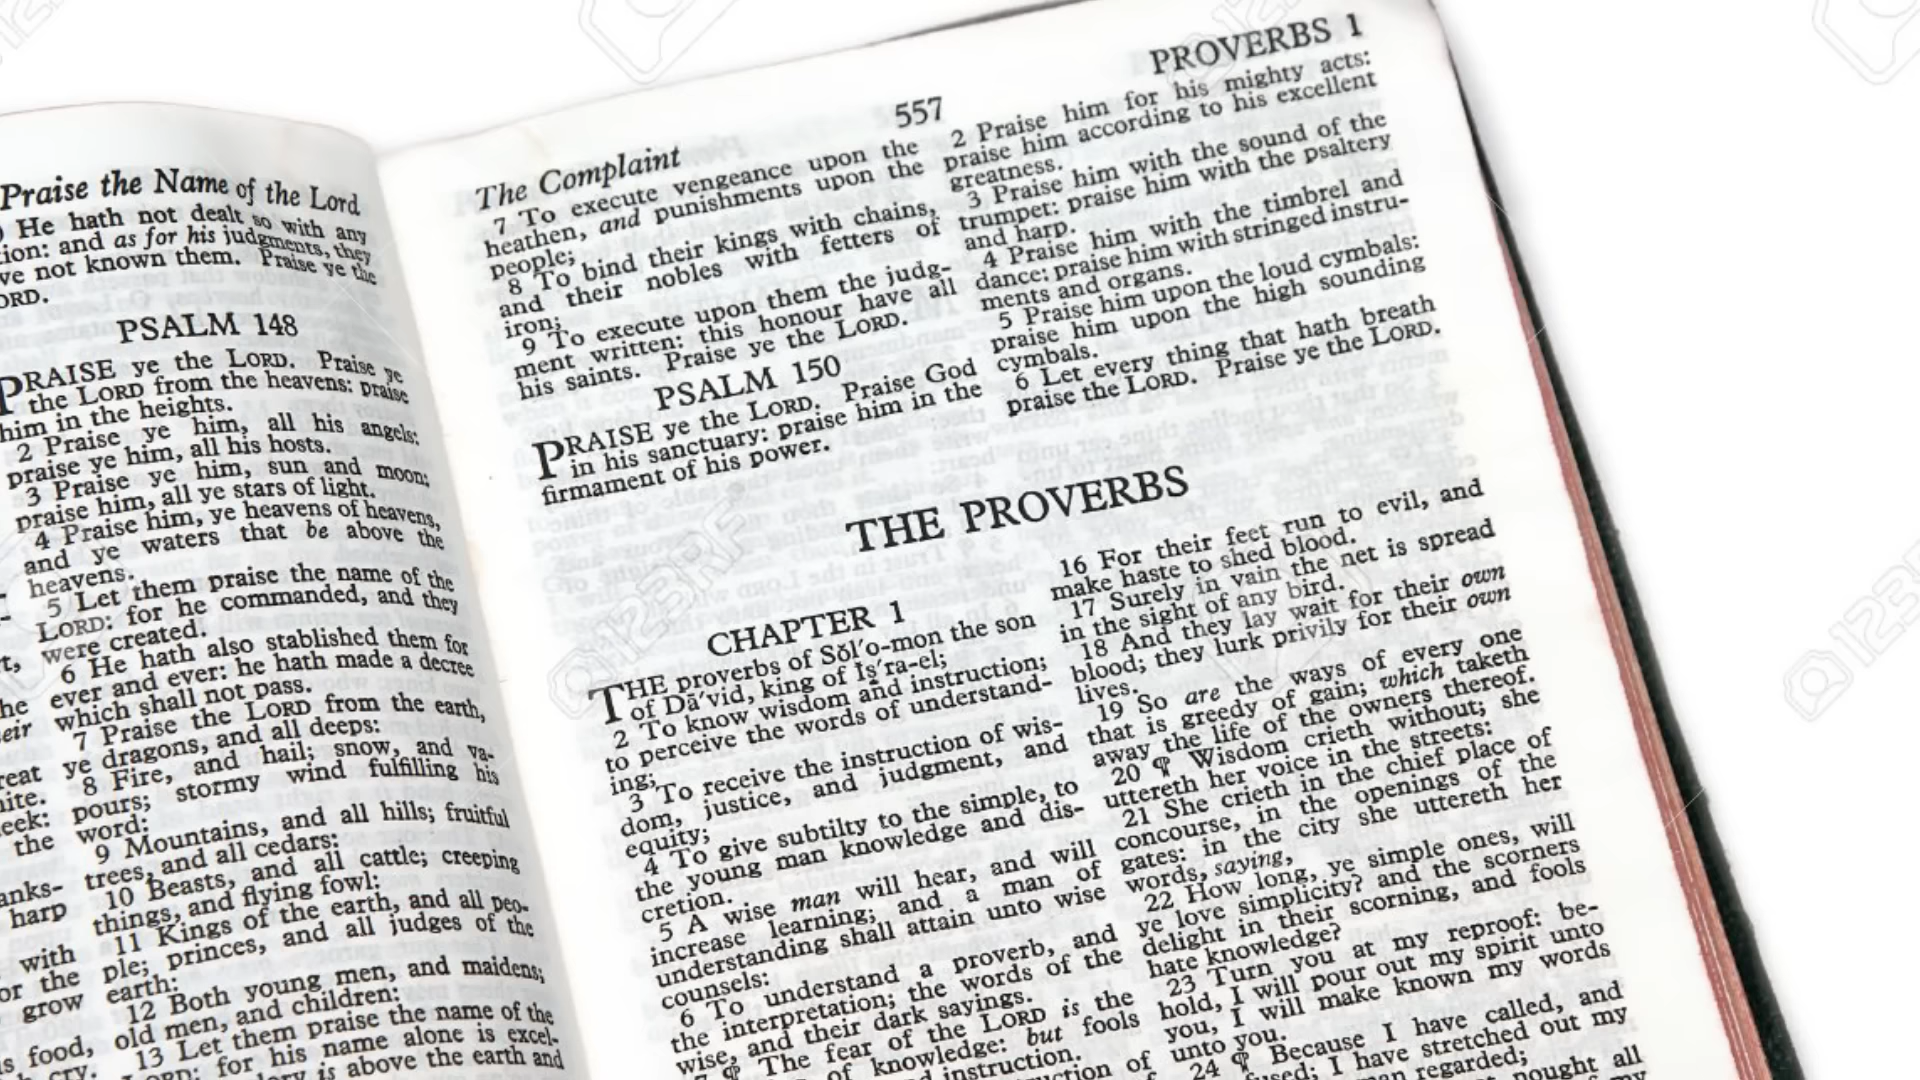 Praise the Name of the Lord
He hath not dealt so with any
tion: and as for his judgments, they
ve not known them. Praise ye the
ORD.
PSALM 148
PRAISE ye the LORD. Praise ye
the LORD from the heavens: praise
him in the heights.
2 Praise ye him, all his angels:
praise ye him, all his hosts.
3 Praise ye him, sun and moon:
praise him, all ye stars of light.
4 Praise him, ye heavens of heavens,
and ye waters that be above the
heavens.
5 Let them praise the name of the
LORD: for he commanded, and they
were created.
6 He hath also stablished them for
ever and ever: he hath made a decree
which shall not pass.
7 Praise the LORD from the earth,
ye dragons, and all deeps:
8 Fire, and hail; snow, and va-
pours; stormy wind fulfilling his
word:
9 Mountains, and all hills; fruitful
trees, and all cedars:
10 Beasts, and all cattle; creeping
things, and flying fowl:
11 Kings of the earth, and all peo-
ple; princes, and all judges of the
earth:
12 Both young men, and maidens;
old men, and children:
13 Let them praise the name of the
LORD: for his name alone is excel-
is above the earth and
The Complaint
557
PROVERBS 1
7 To execute vengeance upon the
heathen, and punishments upon the
people;
8 To bind their kings with chains,
and their nobles with fetters of
iron;
9 To execute upon them the judg-
ment written: this honour have all
his saints. Praise ye the LORD.
PSALM 150
PRAISE ye the LORD. Praise God
in his sanctuary: praise him in the
firmament of his power.
2 Praise him for his mighty acts:
praise him according to his excellent
greatness.
3 Praise him with the sound of the
trumpet: praise him with the psaltery
and harp.
4 Praise him with the timbrel and
dance: praise him with stringed instru-
ments and organs.
5 Praise him upon the loud cymbals:
praise him upon the high sounding
cymbals.
6 Let every thing that hath breath
praise the LORD. Praise ye the LORD.
THE PROVERBS
CHAPTER 1
THE proverbs of Sŏl′o-mon the son
of Dā′vid, king of Iş′ra-el;
2 To know wisdom and instruction;
to perceive the words of understand-
ing;
3 To receive the instruction of wis-
dom, justice, and judgment, and
equity;
4 To give subtilty to the simple, to
the young man knowledge and dis-
cretion.
5 A wise man will hear, and will
increase learning; and a man of
understanding shall attain unto wise
counsels:
6 To understand a proverb, and
the interpretation; the words of the
wise, and their dark sayings.
7 ¶ The fear of the LORD is the
of knowledge: but fools
instruction.
16 For their feet run to evil, and
make haste to shed blood.
17 Surely in vain the net is spread
in the sight of any bird.
18 And they lay wait for their own
blood; they lurk privily for their own
lives.
19 So are the ways of every one
that is greedy of gain; which taketh
away the life of the owners thereof.
20 ¶ Wisdom crieth without; she
uttereth her voice in the streets:
21 She crieth in the chief place of
concourse, in the openings of the
gates: in the city she uttereth her
words, saying,
22 How long, ye simple ones, will
ye love simplicity? and the scorners
delight in their scorning, and fools
hate knowledge?
23 Turn you at my reproof: be-
hold, I will pour out my spirit unto
you, I will make known my words
unto you.
24 ¶ Because I have called, and
I have stretched out my
regarded;
nought all